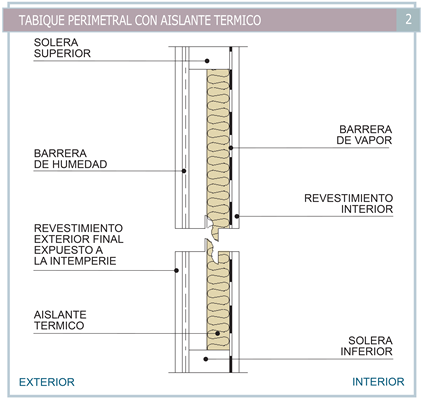 TABIQUE PERIMETRAL CON AISLANTE TERMICO 2
SOLERA
SUPERIOR
BARRERA
DE VAPOR
BARRERA
DE HUMEDAD
REVESTIMIENTO
INTERIOR
REVESTIMIENTO
EXTERIOR FINAL
EXPUESTO A
LA INTEMPERIE
AISLANTE
TERMICO
SOLERA
INFERIOR
EXTERIOR
INTERIOR